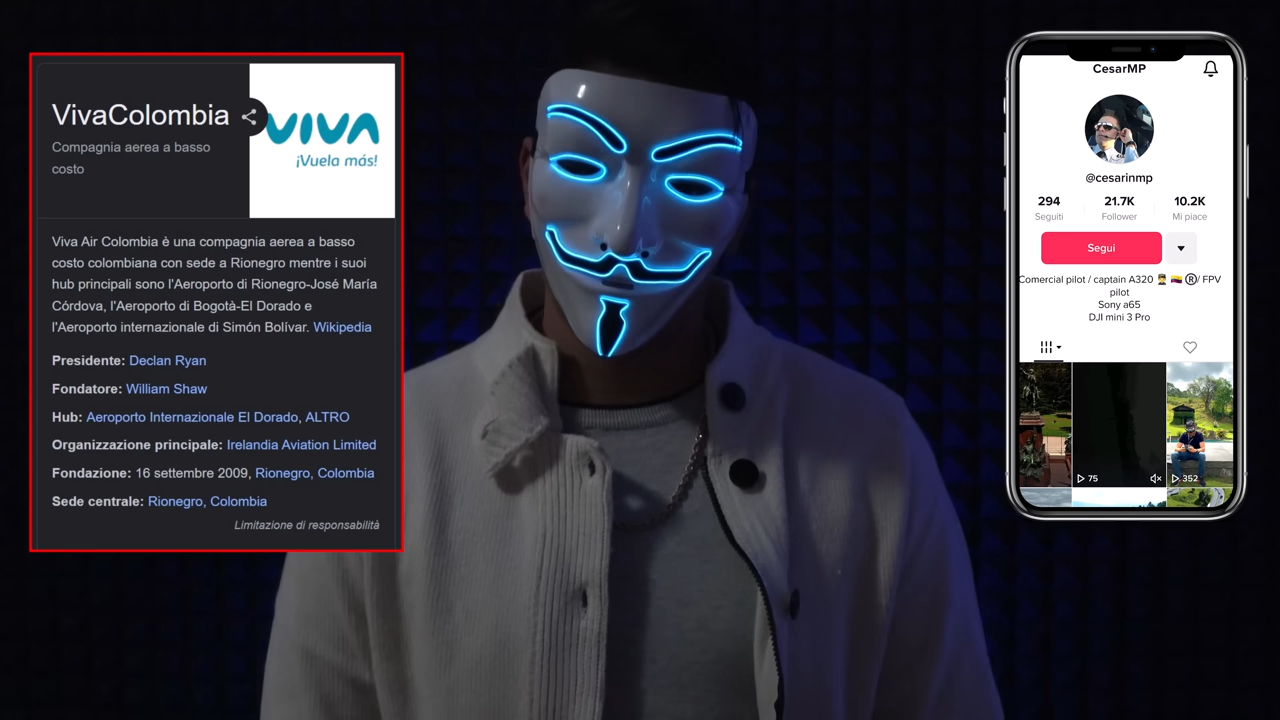 VivaColombia
Compagnia aerea a basso
costo
VIVA
¡Vuela más!
Viva Air Colombia è una compagnia aerea a basso
costo colombiana con sede a Rionegro mentre i suoi
hub principali sono l'Aeroporto di Rionegro-José María
Córdova, l'Aeroporto di Bogotà-El Dorado e
l'Aeroporto internazionale di Simón Bolívar. Wikipedia
Presidente: Declan Ryan
Fondatore: William Shaw
Hub: Aeroporto Internazionale El Dorado, ALTRO
Organizzazione principale: Irelandia Aviation Limited
Fondazione: 16 settembre 2009, Rionegro, Colombia
Sede centrale: Rionegro, Colombia
Limitazione di responsabilità
CesarMP
@cesarinmp
294 21.7K 10.2K
Seguiti Follower Mi piace
Segui
Comercial pilot / captain A320 👨‍✈️ 🇨🇴 ®/ FPV
pilot
Sony a65
DJI mini 3 Pro
75 352